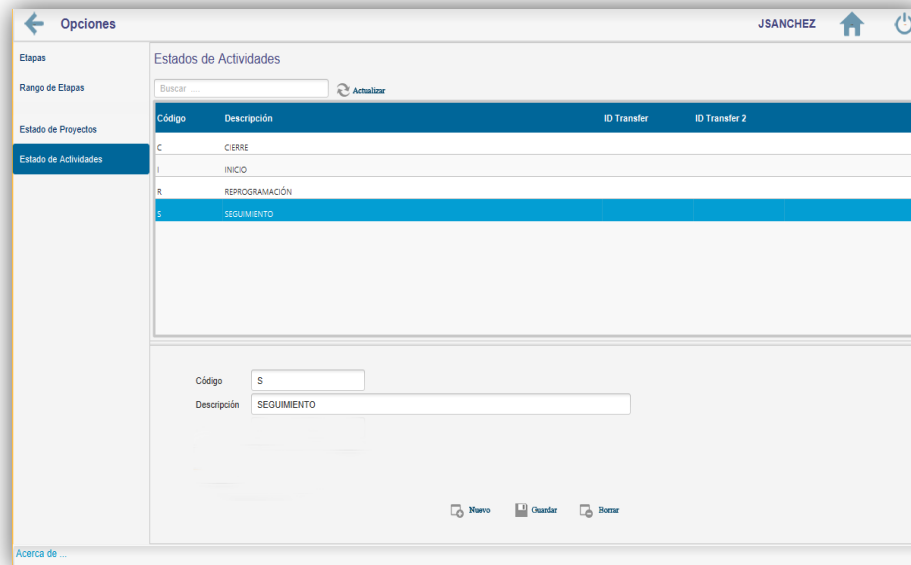 Opciones JSANCHEZ
Etapas
Rango de Etapas
Estado de Proyectos
Estado de Actividades
Estados de Actividades
Buscar .... Actualizar
Código Descripción ID Transfer ID Transfer 2
C CIERRE
I INICIO
R REPROGRAMACIÓN
S SEGUIMIENTO
Código S
Descripción SEGUIMIENTO
Nuevo Guardar Borrar
Acerca de ...